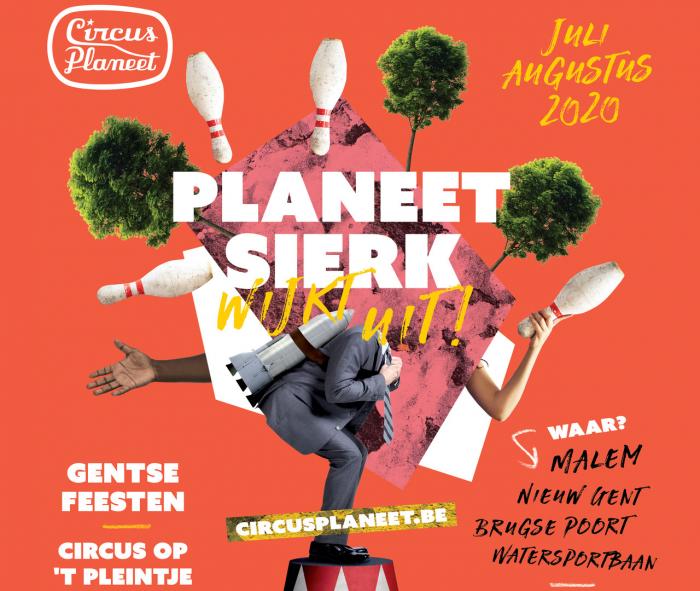 Circus
Planeet
JULI
AUGUSTUS
2020
PLANEET
SIERK
WIJKT UIT!
WAAR?
MALEM
NIEUW GENT
BRUGSE POORT
WATERSPORTBAAN
GENTSE
FEESTEN
CIRCUS OP
'T PLEINTJE
CIRCUSPLANEET.BE